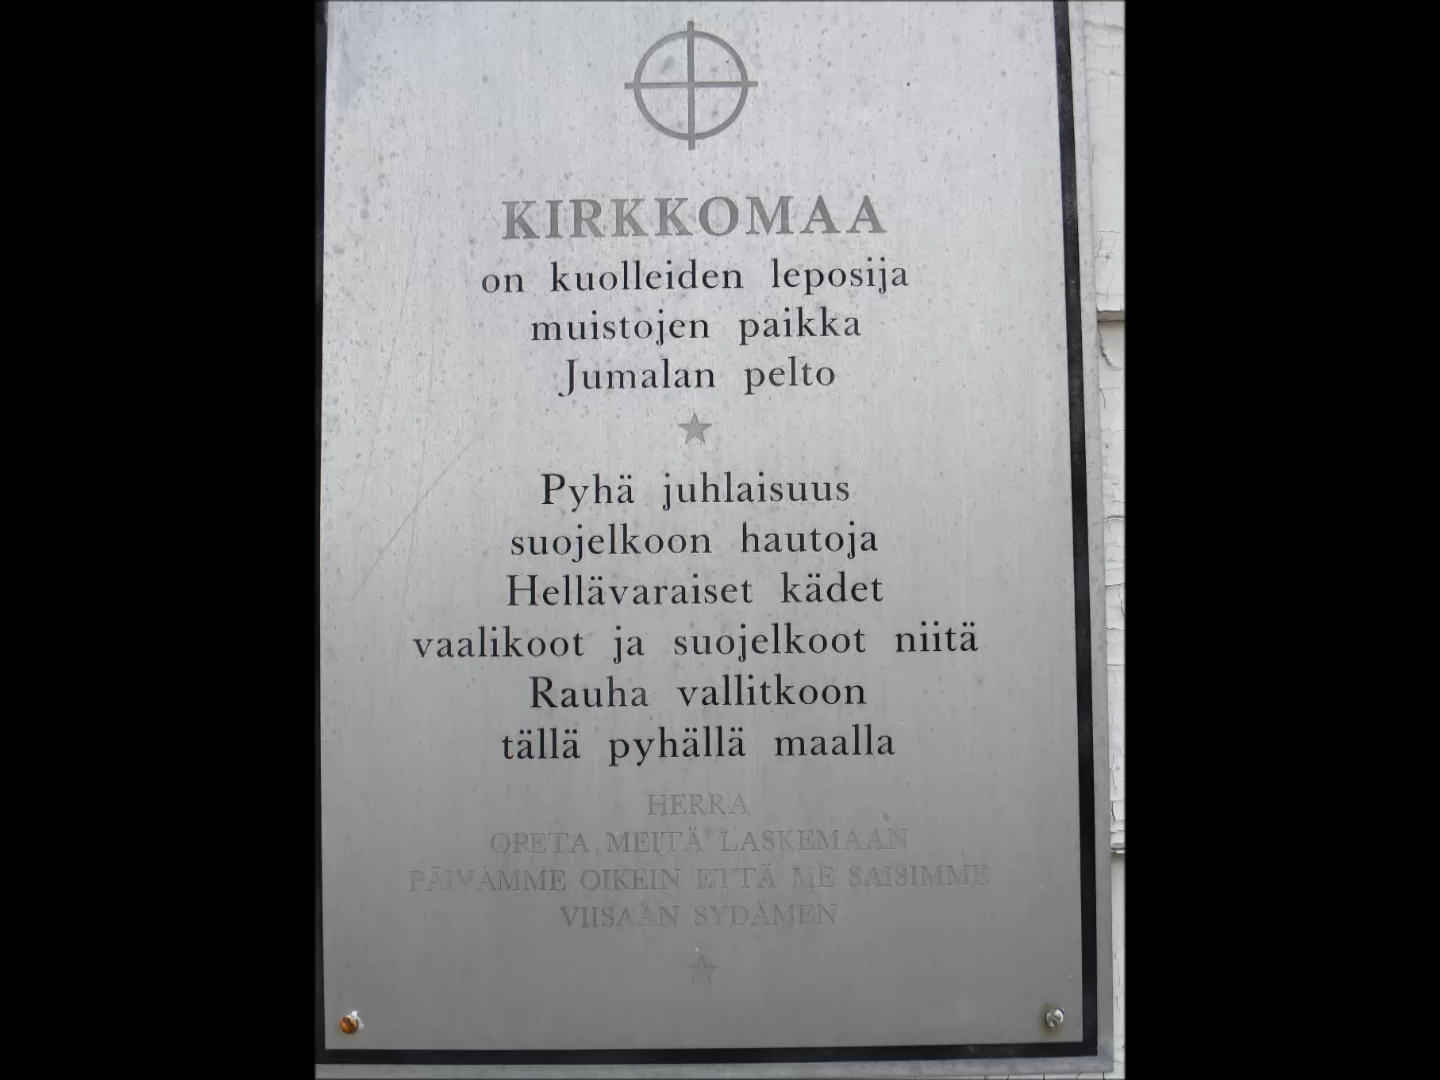 KIRKKOMAA
on kuolleiden leposija
muistojen paikka
Jumalan pelto
Pyhä juhlaisuus
suojelkoon hautoja
Hellävaraiset kädet
vaalikoot ja suojelkoot niitä
Rauha vallitkoon
tällä pyhällä maalla
HERRA
OPETA MEITÄ LASKEMAAN
PÄIVÄMME OIKEIN ETTÄ ME SAISIMME
VIISAAN SYDÄMEN